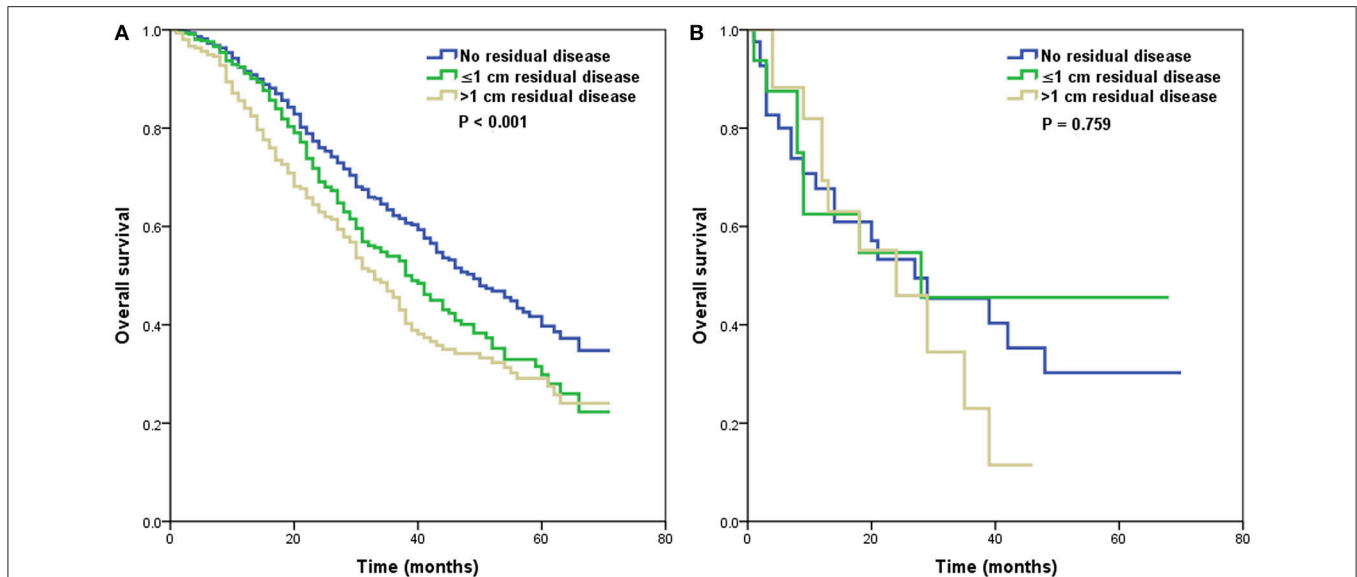 A
No residual disease
≤1 cm residual disease
>1 cm residual disease
P < 0.001
1.0
0.8
0.6
0.4
0.2
0.0
Overall survival
0 20 40 60 80
Time (months)
B
No residual disease
≤1 cm residual disease
>1 cm residual disease
P = 0.759
1.0
0.8
0.6
0.4
0.2
0.0
Overall survival
0 20 40 60 80
Time (months)